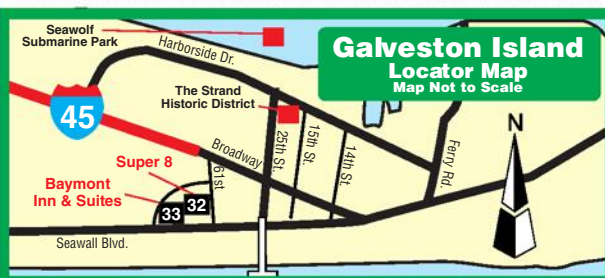 Seawolf
Submarine Park
Harborside Dr.
Galveston Island
Locator Map
Map Not to Scale
The Strand
Historic District
45
25th St.
15th St.
14th St.
Ferry Rd.
N
Broadway
Super 8
61st
Baymont
Inn & Suites
32
33
Seawall Blvd.